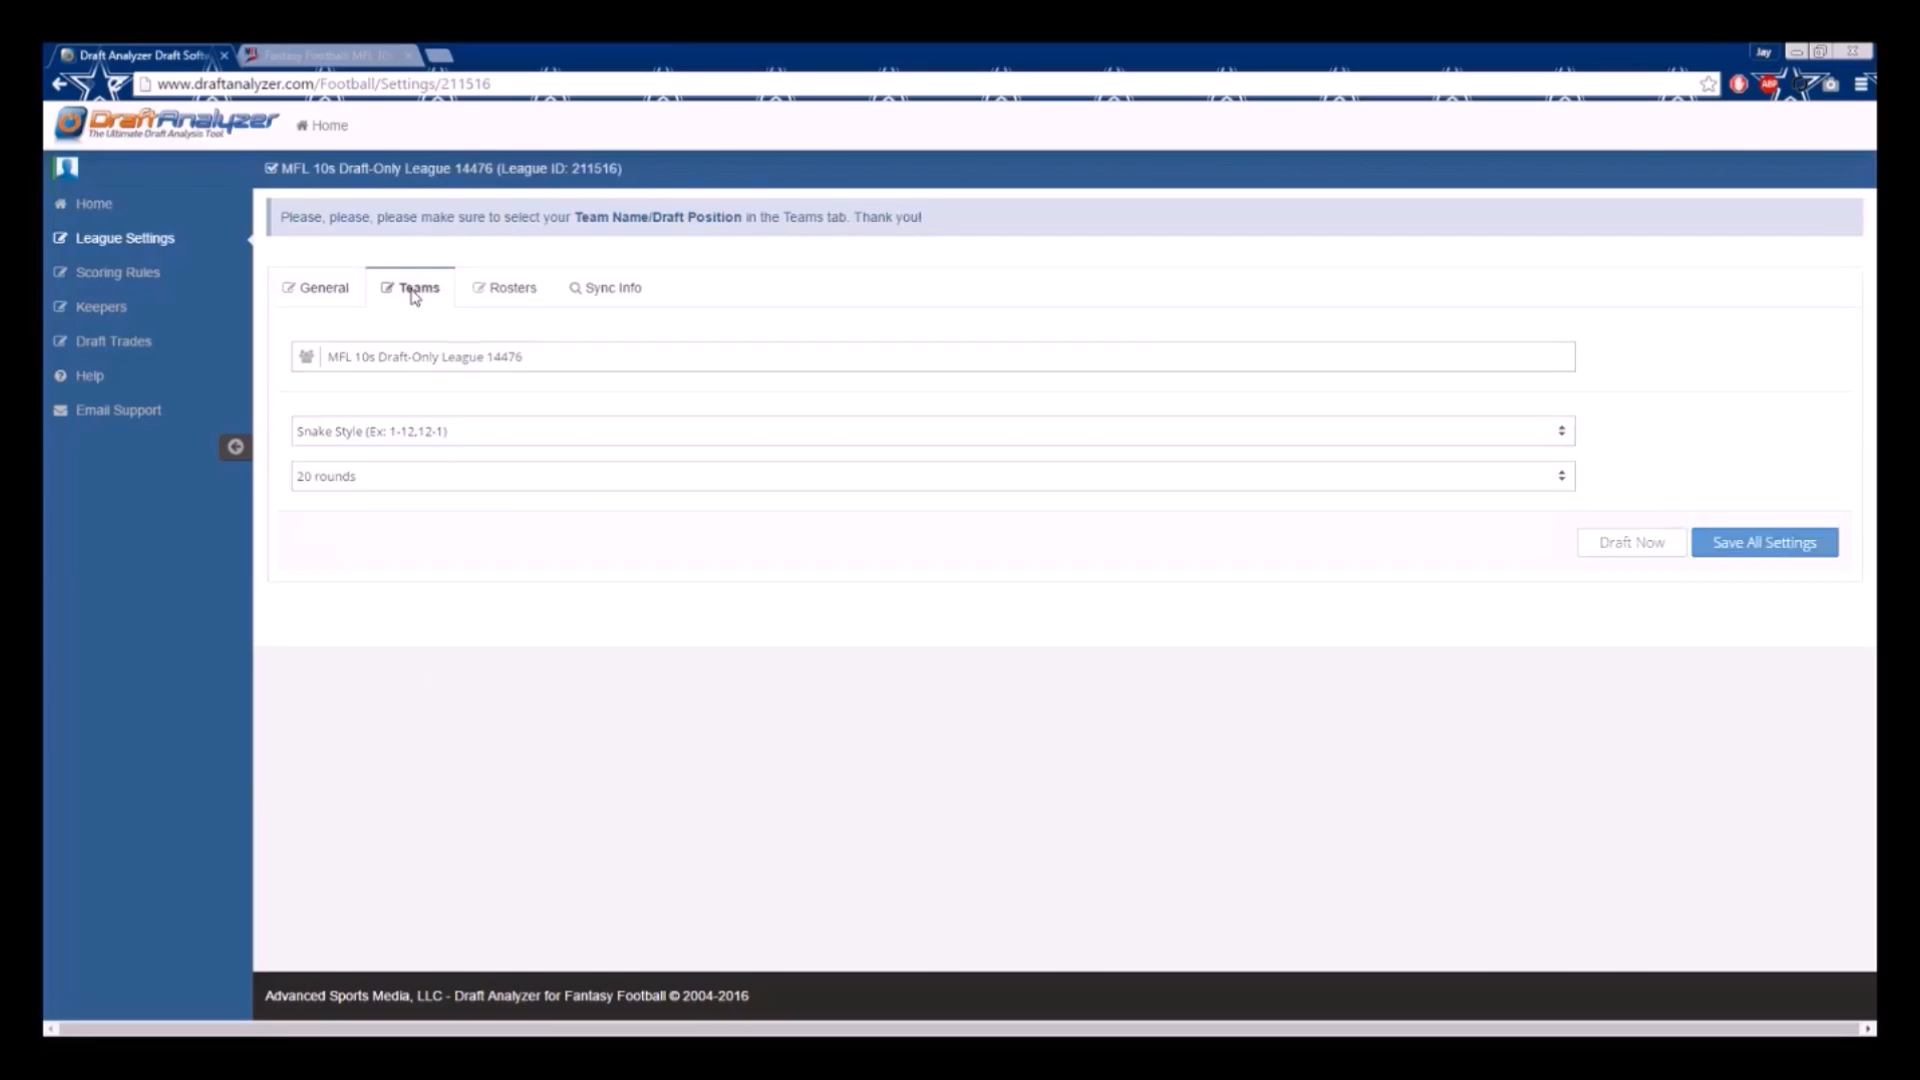 Draft Analyzer Draft Softw
Fantasy Football MFL 10
Jay
www.draftanalyzer.com/Football/Settings/211516
ABP
DraftAnalyzer
The Ultimate Draft Analysis Tool
Home
MFL 10s Draft-Only League 14476 (League ID: 211516)
Home
League Settings
Scoring Rules
Keepers
Draft Trades
Help
Email Support
Please, please, please make sure to select your Team Name/Draft Position in the Teams tab. Thank you!
General Teams Rosters Sync Info
MFL 10s Draft-Only League 14476
Snake Style (Ex: 1-12,12-1)
20 rounds
Draft Now Save All Settings
Advanced Sports Media, LLC - Draft Analyzer for Fantasy Football © 2004-2016